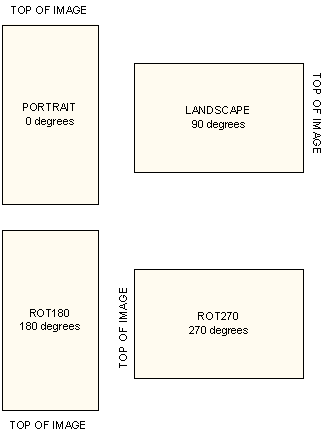 TOP OF IMAGE
PORTRAIT
0 degrees
LANDSCAPE
90 degrees
TOP OF IMAGE
ROT180
180 degrees
TOP OF IMAGE
TOP OF IMAGE
ROT270
270 degrees